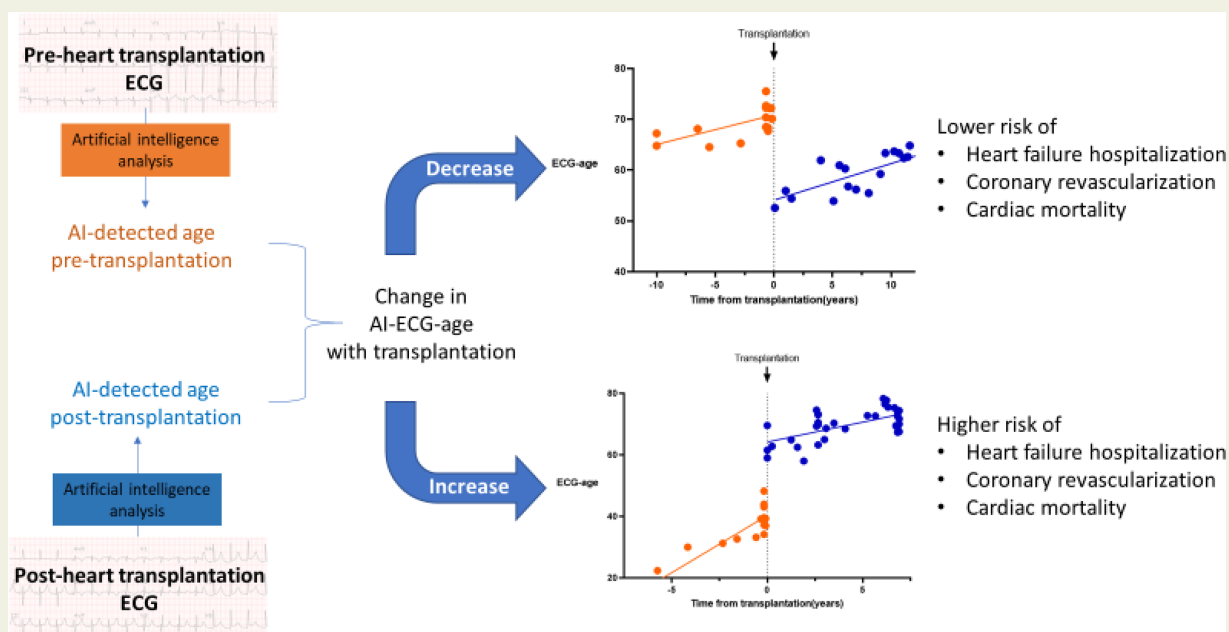 Pre-heart transplantation
ECG
Artificial intelligence
analysis
AI-detected age
pre-transplantation
AI-detected age
post-transplantation
Artificial intelligence
analysis
Post-heart transplantation
ECG
Change in
AI-ECG-age
with transplantation
Decrease
Increase
Transplantation
ECG-age
80
70
60
50
40
-10
-5
0
5
10
Time from transplantation(years)
Lower risk of
• Heart failure hospitalization
• Coronary revascularization
• Cardiac mortality
Transplantation
ECG-age
80
60
40
20
-5
0
5
Time from transplantation(years)
Higher risk of
• Heart failure hospitalization
• Coronary revascularization
• Cardiac mortality